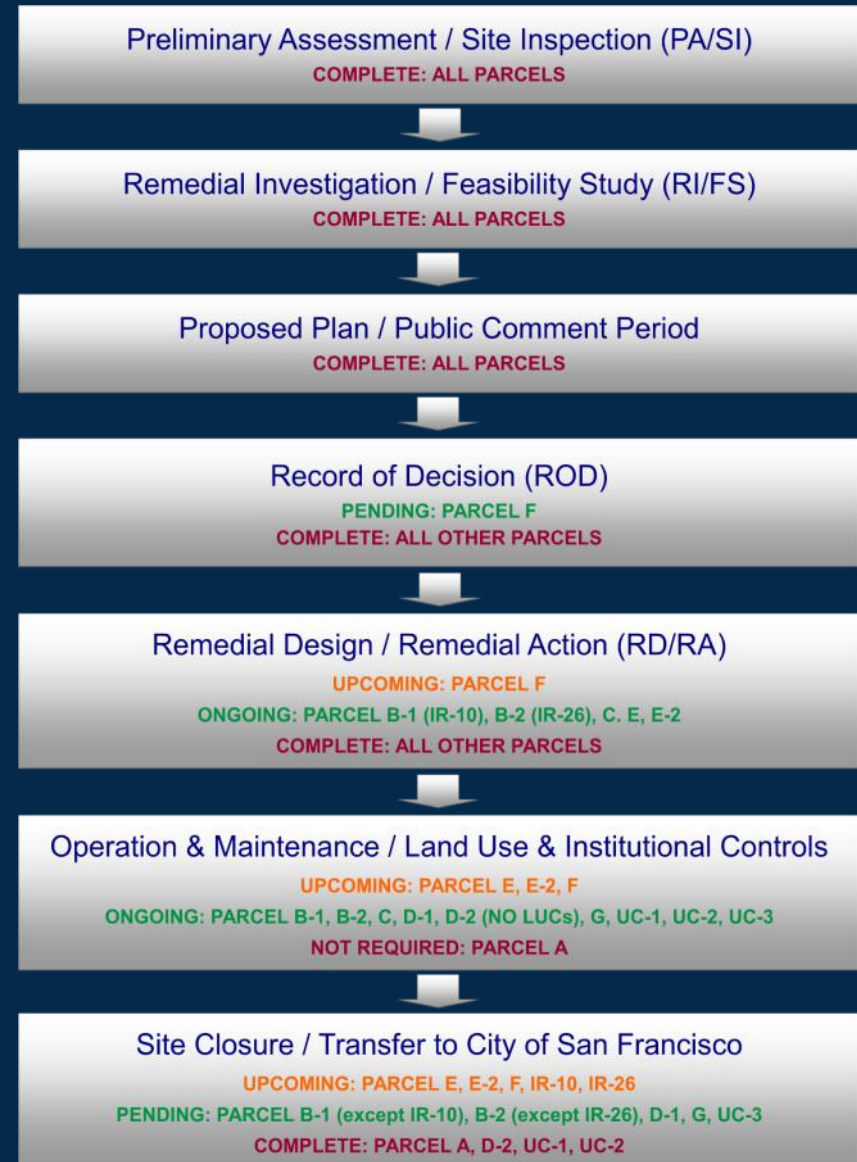 Preliminary Assessment / Site Inspection (PA/SI)
COMPLETE: ALL PARCELS
Remedial Investigation / Feasibility Study (RI/FS)
COMPLETE: ALL PARCELS
Proposed Plan / Public Comment Period
COMPLETE: ALL PARCELS
Record of Decision (ROD)
PENDING: PARCEL F
COMPLETE: ALL OTHER PARCELS
Remedial Design / Remedial Action (RD/RA)
UPCOMING: PARCEL F
ONGOING: PARCEL B-1 (IR-10), B-2 (IR-26), C. E, E-2
COMPLETE: ALL OTHER PARCELS
Operation & Maintenance / Land Use & Institutional Controls
UPCOMING: PARCEL E, E-2, F
ONGOING: PARCEL B-1, B-2, C, D-1, D-2 (NO LUCs), G, UC-1, UC-2, UC-3
NOT REQUIRED: PARCEL A
Site Closure / Transfer to City of San Francisco
UPCOMING: PARCEL E, E-2, F, IR-10, IR-26
PENDING: PARCEL B-1 (except IR-10), B-2 (except IR-26), D-1, G, UC-3
COMPLETE: PARCEL A, D-2, UC-1, UC-2